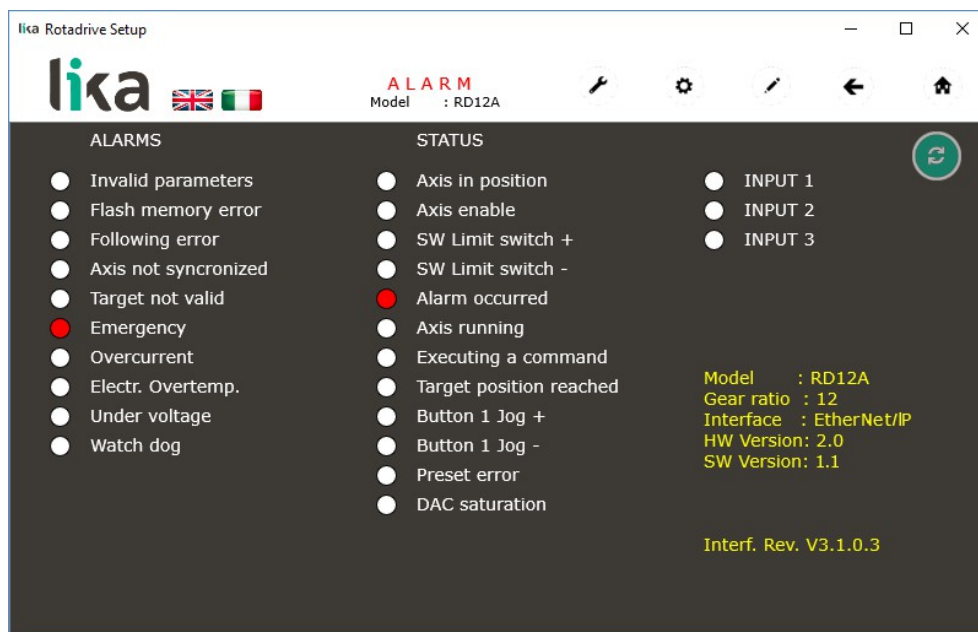 lika Rotadrive Setup
lika
ALARM
Model : RD12A
ALARMS
Invalid parameters
Flash memory error
Following error
Axis not syncronized
Target not valid
Emergency
Overcurrent
Electr. Overtemp.
Under voltage
Watch dog
STATUS
Axis in position
Axis enable
SW Limit switch +
SW Limit switch -
Alarm occurred
Axis running
Executing a command
Target position reached
Button 1 Jog +
Button 1 Jog -
Preset error
DAC saturation
INPUT 1
INPUT 2
INPUT 3
Model : RD12A
Gear ratio : 12
Interface : EtherNet/IP
HW Version: 2.0
SW Version: 1.1
Interf. Rev. V3.1.0.3